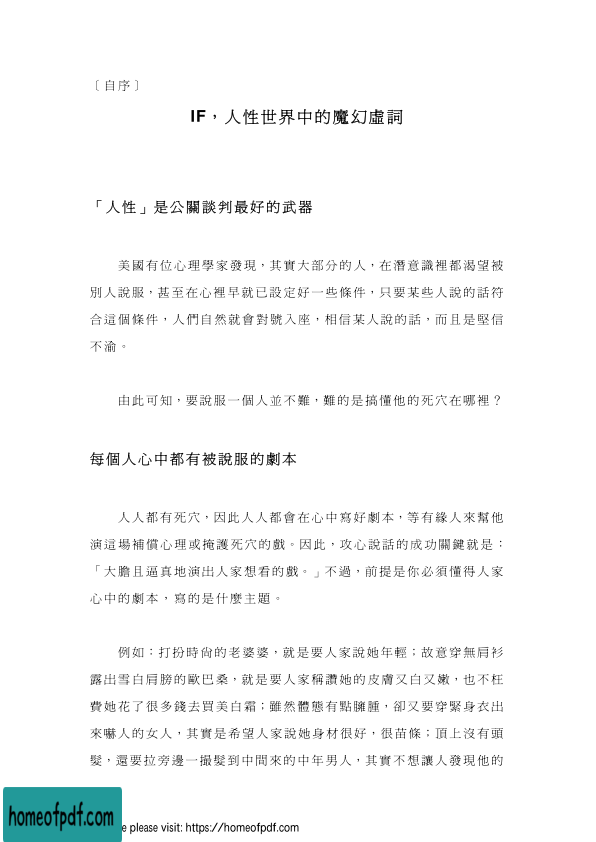 〔自序〕
IF，人性世界中的魔幻虛詞
「人性」是公關談判最好的武器
美國有位心理學家發現，其實大部分的人，在潛意識裡都渴望被
別人說服，甚至在心裡早就已設定好一些條件，只要某些人說的話符
合這個條件，人們自然就會對號入座，相信某人說的話，而且是堅信
不渝。
由此可知，要說服一個人並不難，難的是搞懂他的死穴在哪裡？
每個人心中都有被說服的劇本
人人都有死穴，因此人人都會在心中寫好劇本，等有緣人來幫他
演這場補償心理或掩護死穴的戲。因此，攻心說話的成功關鍵就是：
「大膽且逼真地演出人家想看的戲。」不過，前提是你必須懂得人家
心中的劇本，寫的是什麼主題。
例如：打扮時尚的老婆婆，就是要人家說她年輕；故意穿無肩衫
露出雪白肩膀的歐巴桑，就是要人家稱讚她的皮膚又白又嫩，也不枉
費她花了很多錢去買美白霜；雖然體態有點臃腫，卻又要穿緊身衣出
來嚇人的女人，其實是希望人家說她身材很好，很苗條；頂上沒有頭
髮，還要拉旁邊一撮髮到中間來的中年男人，其實不想讓人發現他的
homeofpdf.com
e please visit: https://homeofpdf.com